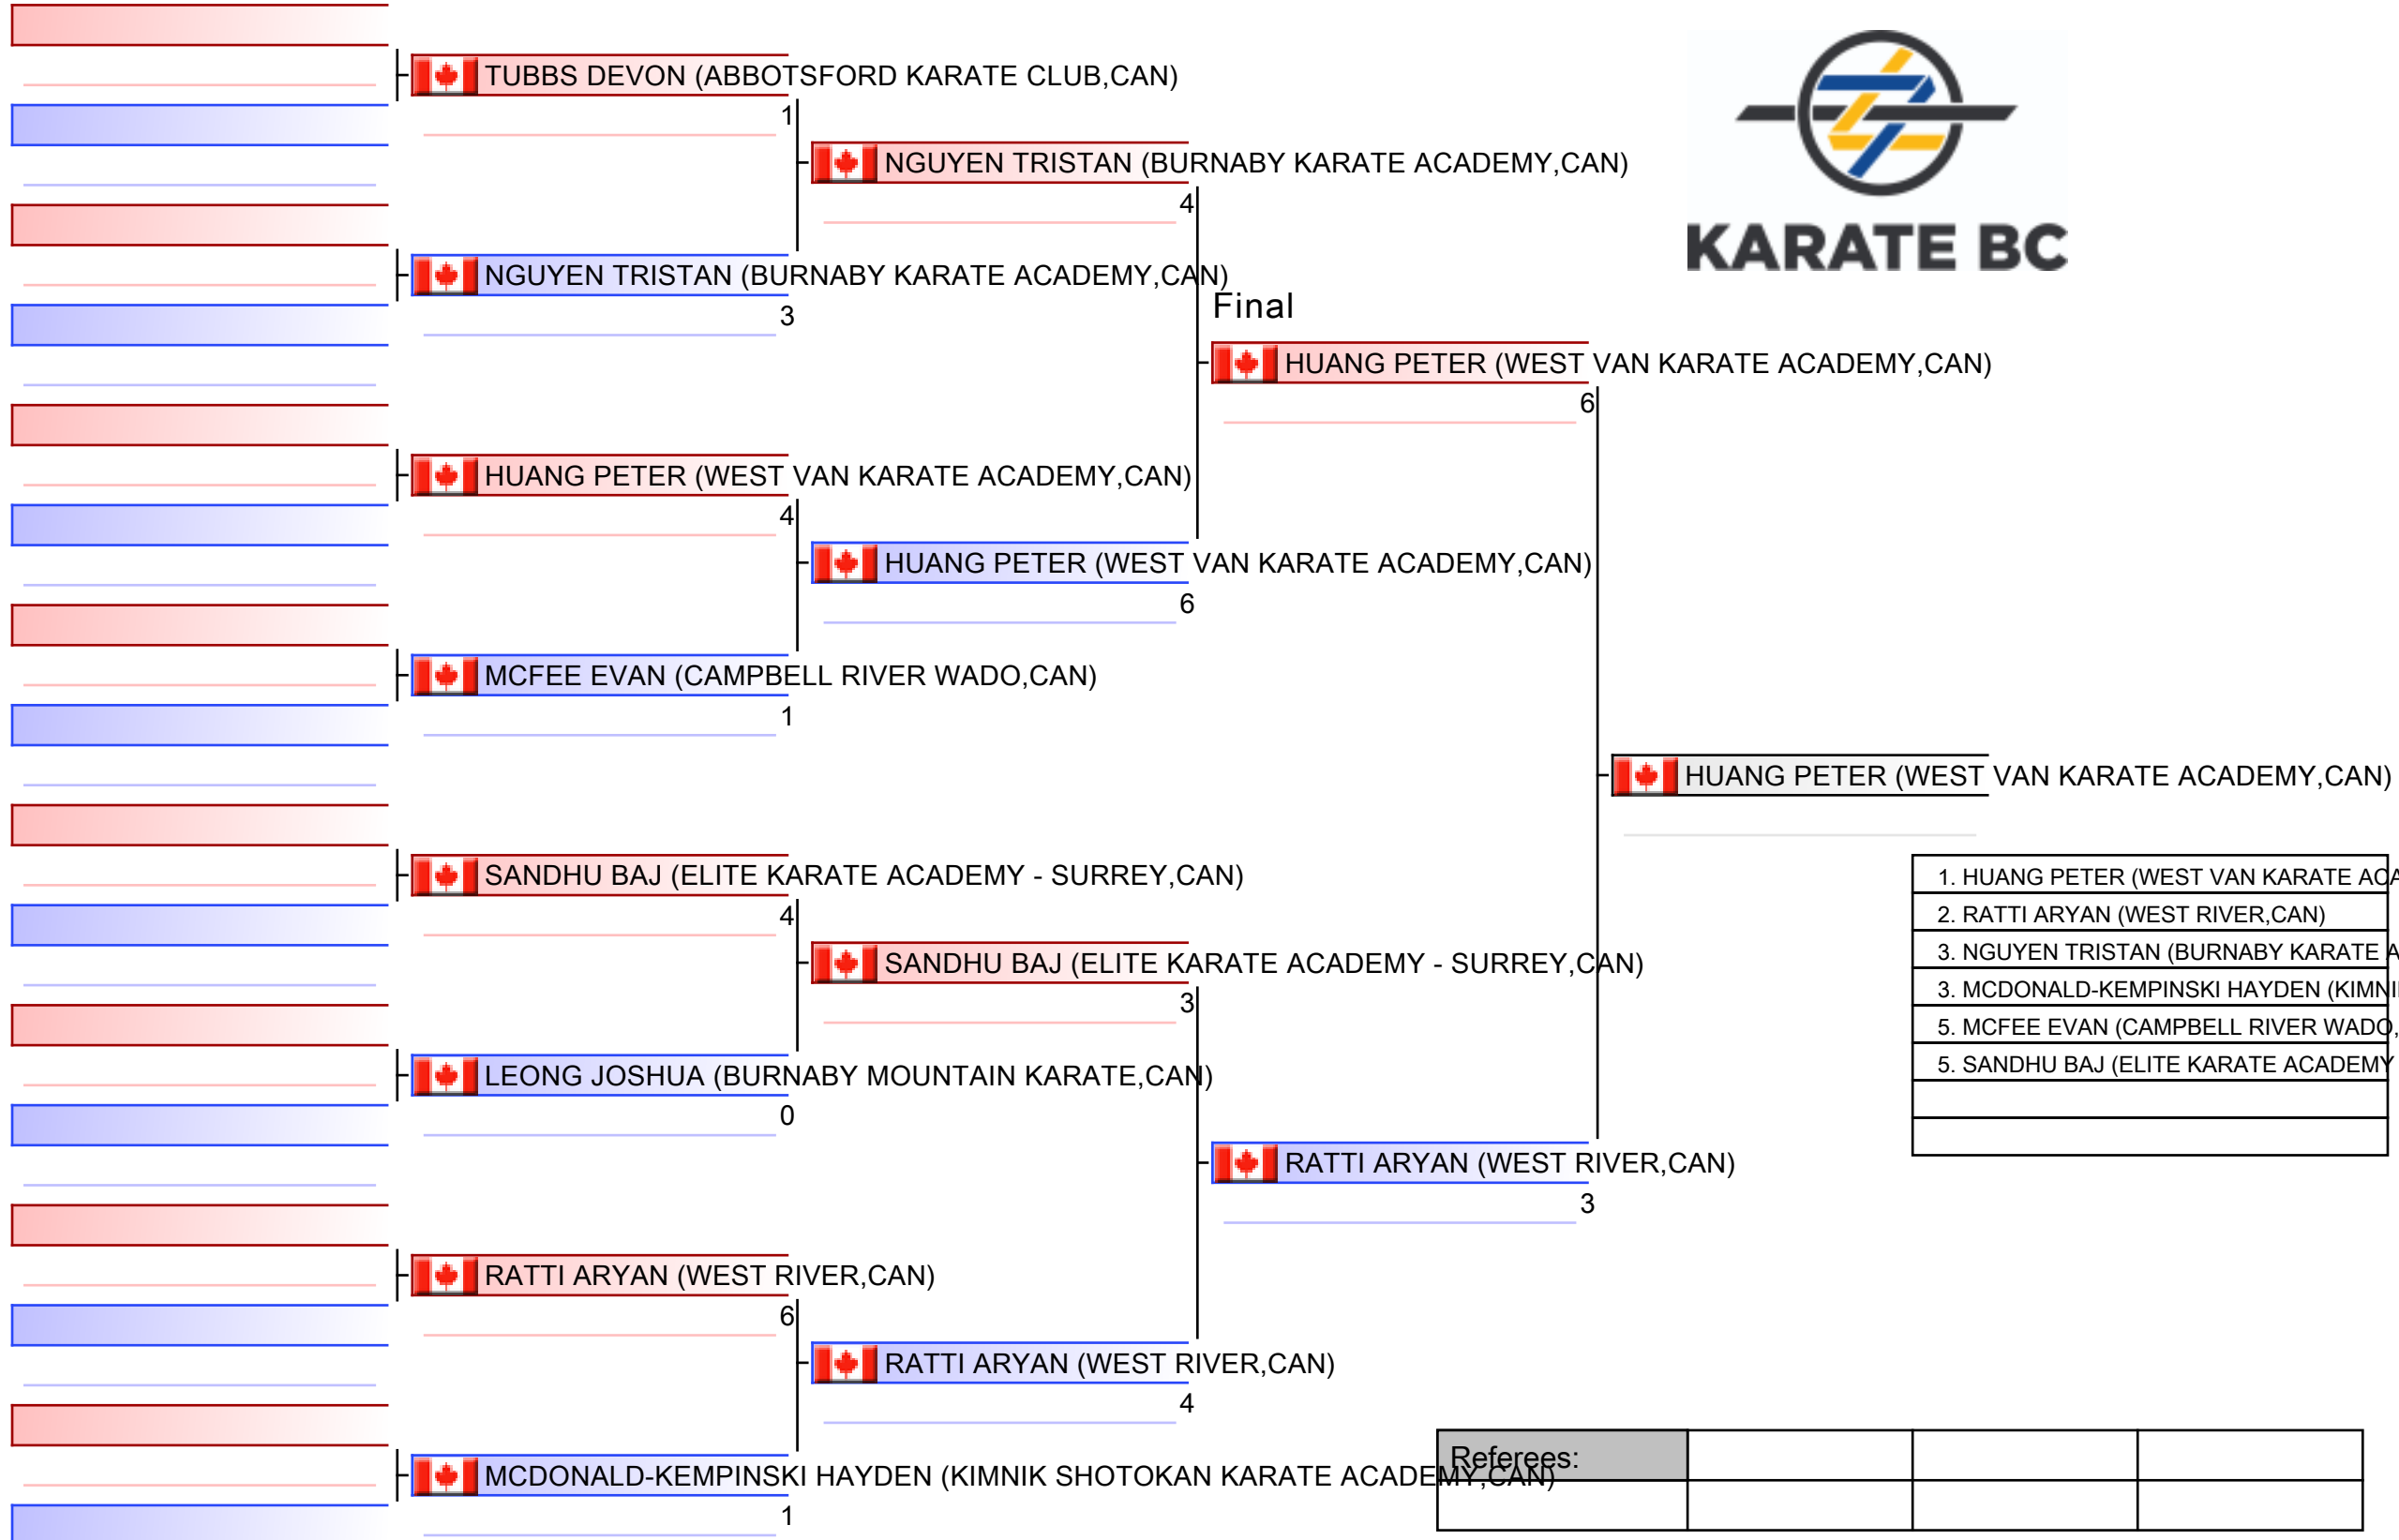 TUBBS DEVON (ABBOTSFORD KARATE CLUB,CAN)
1
NGUYEN TRISTAN (BURNABY KARATE ACADEMY,CAN)
4
KARATE BC
NGUYEN TRISTAN (BURNABY KARATE ACADEMY,CAN)
3
Final
HUANG PETER (WEST VAN KARATE ACADEMY,CAN)
6
HUANG PETER (WEST VAN KARATE ACADEMY,CAN)
4
HUANG PETER (WEST VAN KARATE ACADEMY,CAN)
6
MCFEE EVAN (CAMPBELL RIVER WADO,CAN)
1
HUANG PETER (WEST VAN KARATE ACADEMY,CAN)
SANDHU BAJ (ELITE KARATE ACADEMY - SURREY,CAN)
4
SANDHU BAJ (ELITE KARATE ACADEMY - SURREY,CAN)
3
1. HUANG PETER (WEST VAN KARATE ACA
2. RATTI ARYAN (WEST RIVER,CAN)
3. NGUYEN TRISTAN (BURNABY KARATE A
3. MCDONALD-KEMPINSKI HAYDEN (KIMNI
5. MCFEE EVAN (CAMPBELL RIVER WADO,
5. SANDHU BAJ (ELITE KARATE ACADEMY
LEONG JOSHUA (BURNABY MOUNTAIN KARATE,CAN)
0
RATTI ARYAN (WEST RIVER,CAN)
3
RATTI ARYAN (WEST RIVER,CAN)
6
RATTI ARYAN (WEST RIVER,CAN)
4
MCDONALD-KEMPINSKI HAYDEN (KIMNIK SHOTOKAN KARATE ACADEMY,CAN)
1
Referees: